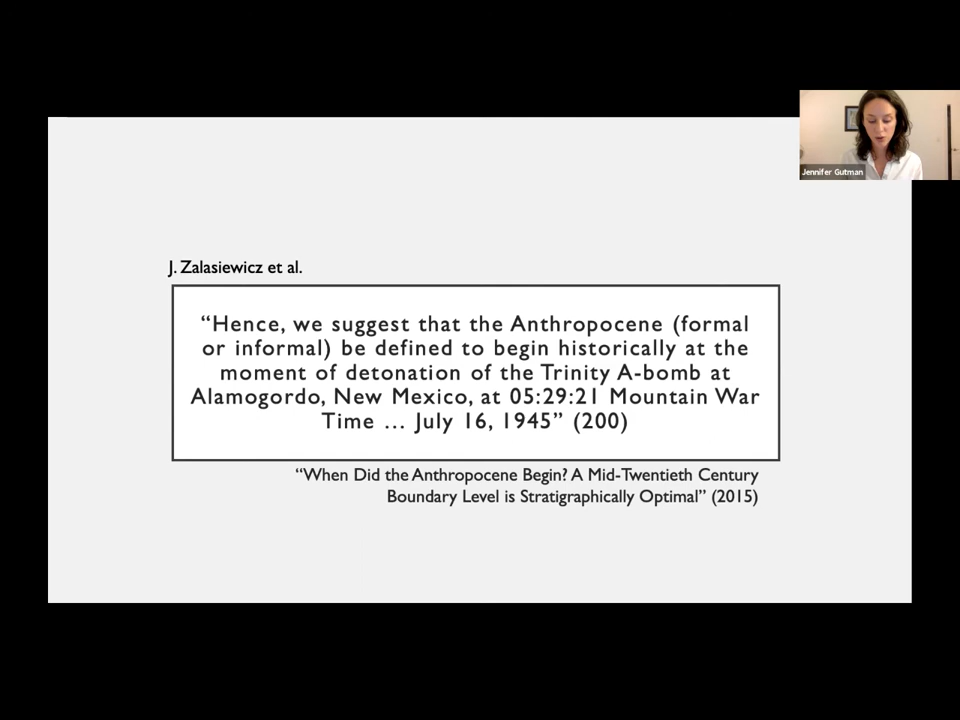 Jennifer Gutman
J. Zalasiewicz et al.
“Hence, we suggest that the Anthropocene (formal
or informal) be defined to begin historically at the
moment of detonation of the Trinity A-bomb at
Alamogordo, New Mexico, at 05:29:21 Mountain War
Time … July 16, 1945” (200)
“When Did the Anthropocene Begin? A Mid-Twentieth Century
Boundary Level is Stratigraphically Optimal” (2015)